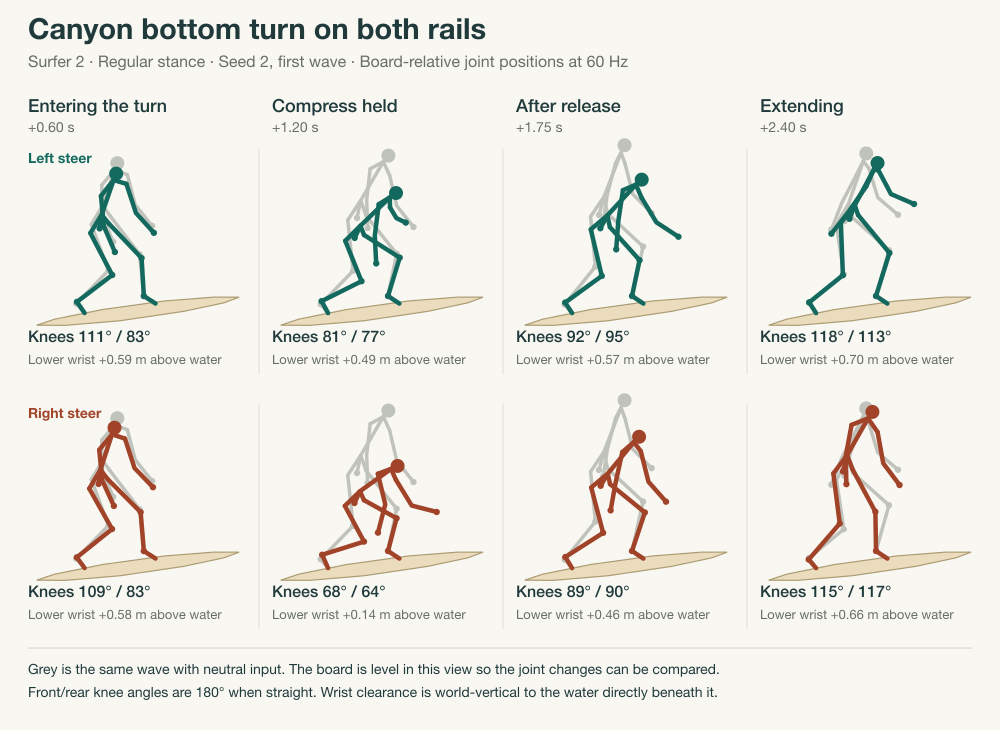 Canyon bottom turn on both rails
Surfer 2 · Regular stance · Seed 2, first wave · Board-relative joint positions at 60 Hz
Entering the turn
+0.60 s
Compress held
+1.20 s
After release
+1.75 s
Extending
+2.40 s
Left steer
Knees 111° / 83°
Lower wrist +0.59 m above water
Knees 81° / 77°
Lower wrist +0.49 m above water
Knees 92° / 95°
Lower wrist +0.57 m above water
Knees 118° / 113°
Lower wrist +0.70 m above water
Right steer
Knees 109° / 83°
Lower wrist +0.58 m above water
Knees 68° / 64°
Lower wrist +0.14 m above water
Knees 89° / 90°
Lower wrist +0.46 m above water
Knees 115° / 117°
Lower wrist +0.66 m above water
Grey is the same wave with neutral input. The board is level in this view so the joint changes can be compared.
Front/rear knee angles are 180° when straight. Wrist clearance is world-vertical to the water directly beneath it.